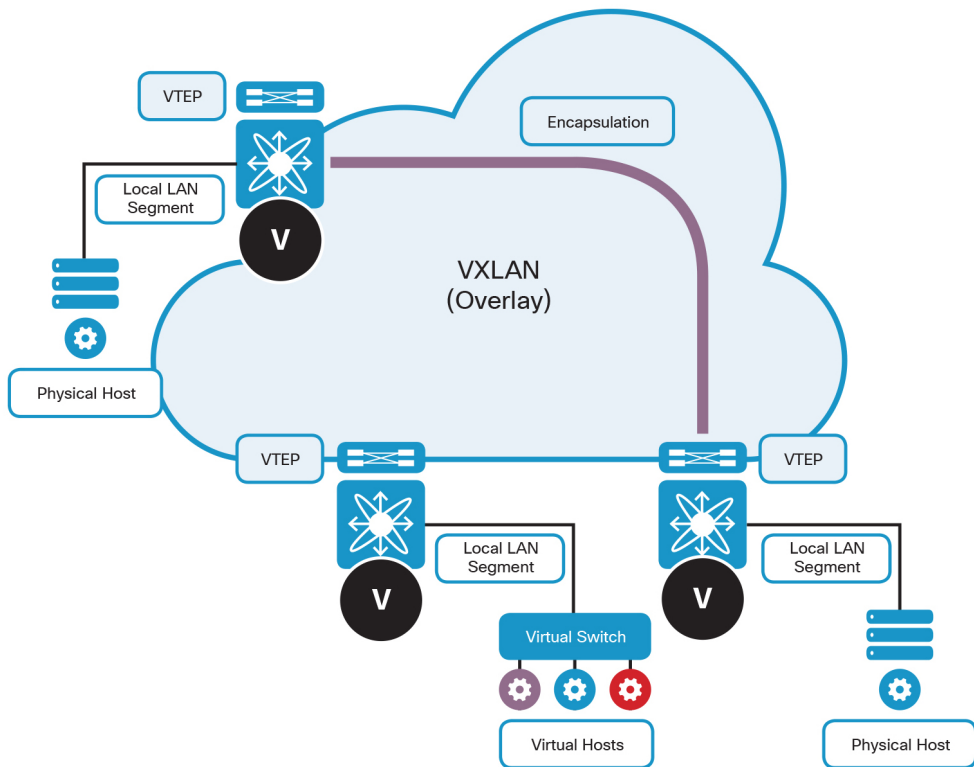 VTEP
Encapsulation
Local LAN
Segment
V
VXLAN
(Overlay)
Physical Host
VTEP
VTEP
Local LAN
Segment
Local LAN
Segment
V
V
Virtual Switch
Virtual Hosts
Physical Host